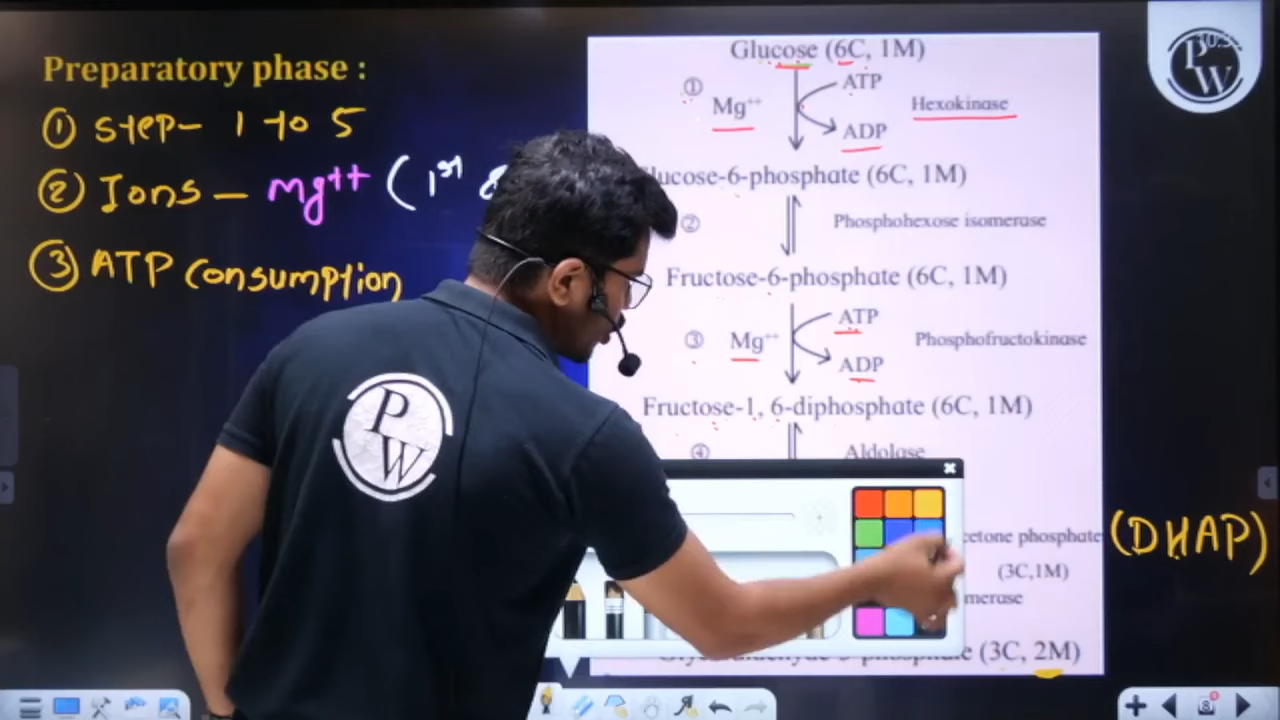 Preparatory phase :
① Step- 1 to 5
② Ions - Mg++ (1st
③ ATP consumption
Glucose (6C, 1M)
① Mg++ ATP ADP Hexokinase
lucose-6-phosphate (6C, 1M)
② Phosphohexose isomerase
Fructose-6-phosphate (6C, 1M)
③ Mg++ ATP ADP Phosphofructokinase
Fructose-1, 6-diphosphate (6C, 1M)
④ Aldolase
cetone phosphate (DHAP)
(3C,1M)
merase
(3C, 2M)
PW
PW